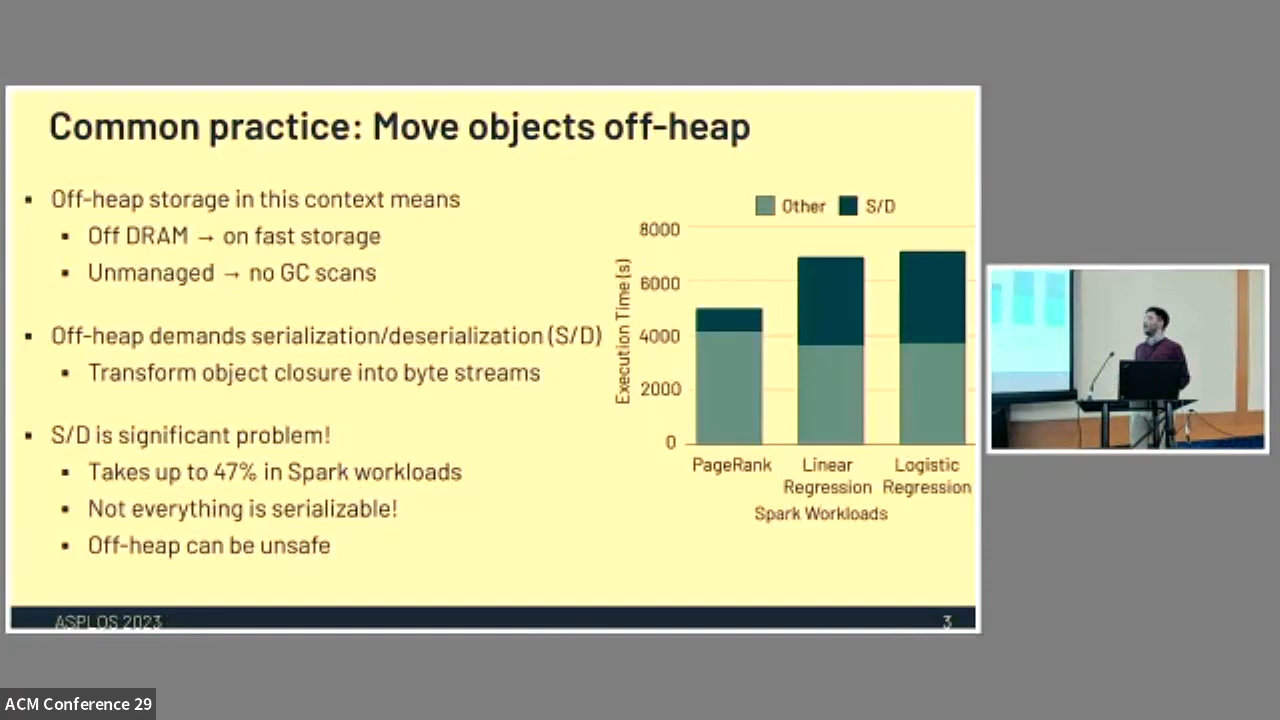 Common practice: Move objects off-heap
▪ Off-heap storage in this context means
▪ Off DRAM → on fast storage
▪ Unmanaged → no GC scans
▪ Off-heap demands serialization/deserialization (S/D)
▪ Transform object closure into byte streams
▪ S/D is significant problem!
▪ Takes up to 47% in Spark workloads
▪ Not everything is serializable!
▪ Off-heap can be unsafe
Other S/D
8000
6000
4000
2000
0
Execution Time (s)
PageRank
Linear Regression
Logistic Regression
Spark Workloads
ASPLOS 2023
3
ACM Conference 29